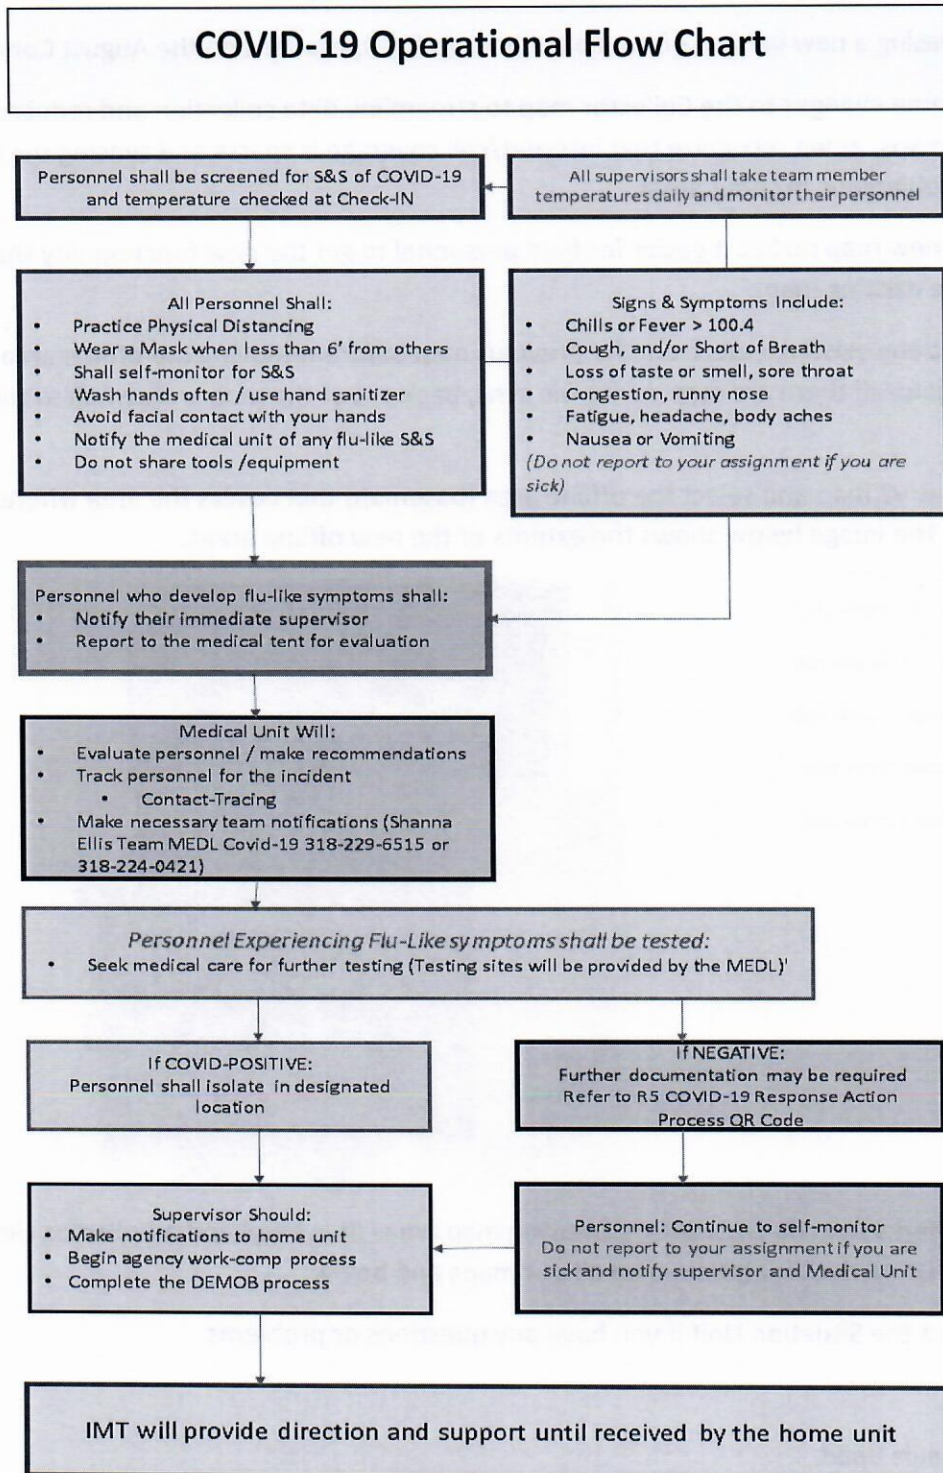 COVID-19 Operational Flow Chart
Personnel shall be screened for S&S of COVID-19
and temperature checked at Check-IN
All supervisors shall take team member
temperatures daily and monitor their personnel
All Personnel Shall:
• Practice Physical Distancing
• Wear a Mask when less than 6' from others
• Shall self-monitor for S&S
• Wash hands often / use hand sanitizer
• Avoid facial contact with your hands
• Notify the medical unit of any flu-like S&S
• Do not share tools /equipment
Signs & Symptoms Include:
• Chills or Fever > 100.4
• Cough, and/or Short of Breath
• Loss of taste or smell, sore throat
• Congestion, runny nose
• Fatigue, headache, body aches
• Nausea or Vomiting
(Do not report to your assignment if you are
sick)
Personnel who develop flu-like symptoms shall:
• Notify their immediate supervisor
• Report to the medical tent for evaluation
Medical Unit Will:
• Evaluate personnel / make recommendations
• Track personnel for the incident
• Contact-Tracing
• Make necessary team notifications (Shanna
Ellis Team MEDL Covid-19 318-229-6515 or
318-224-0421)
Personnel Experiencing Flu-Like symptoms shall be tested:
• Seek medical care for further testing (Testing sites will be provided by the MEDL)'
If COVID-POSITIVE:
Personnel shall isolate in designated
location
If NEGATIVE:
Further documentation may be required
Refer to R5 COVID-19 Response Action
Process QR Code
Supervisor Should:
• Make notifications to home unit
• Begin agency work-comp process
• Complete the DEMOB process
Personnel: Continue to self-monitor
Do not report to your assignment if you are
sick and notify supervisor and Medical Unit
IMT will provide direction and support until received by the home unit